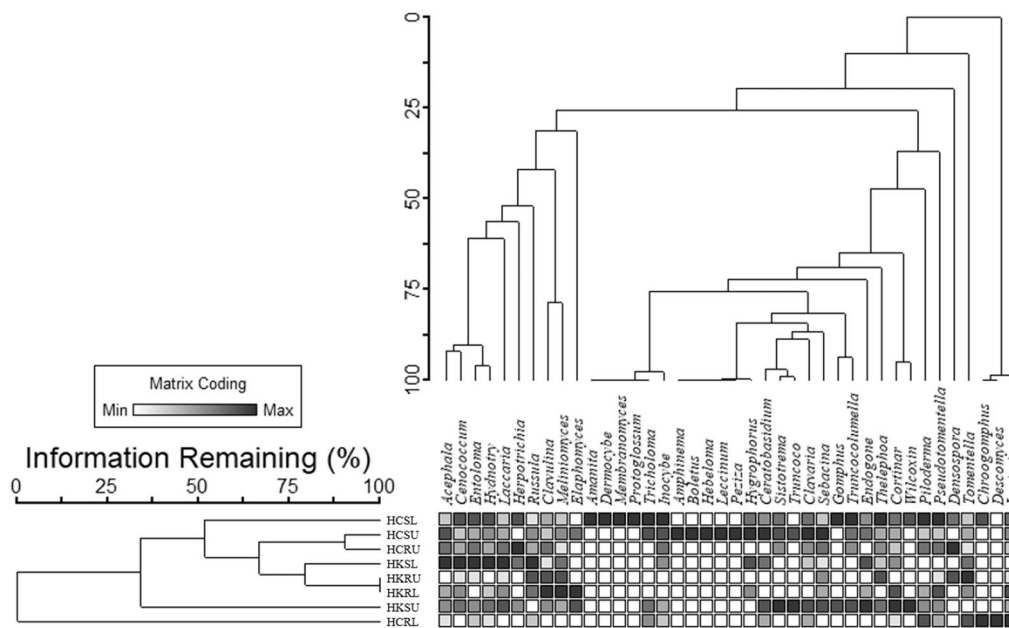 0
25
50
75
100
Matrix Coding
Min Max
Information Remaining (%)
0 25 50 75 100
Acephala
Cenococcum
Entoloma
Hydnotry
Laccaria
Herpotrichia
Russula
Clavulina
Meliniomyces
Elaphomyces
Amanita
Dermocybe
Membranomyces
Protoglossum
Tricholoma
Inocybe
Amphinema
Boletus
Hebeloma
Leccinum
Peziza
Hygrophorus
Ceratobasidium
Sistotrema
Truncoco
Clavaria
Sebacina
Gomphus
Truncocolumella
Endogone
Thelephoa
Cortinar
Wilcoxin
Piloderma
Pseudotomentella
Densospora
Tomentella
Chroogomphus
Descomyces
HCSL
HCSU
HCRU
HKSL
HKRU
HKRL
HKSU
HCRL